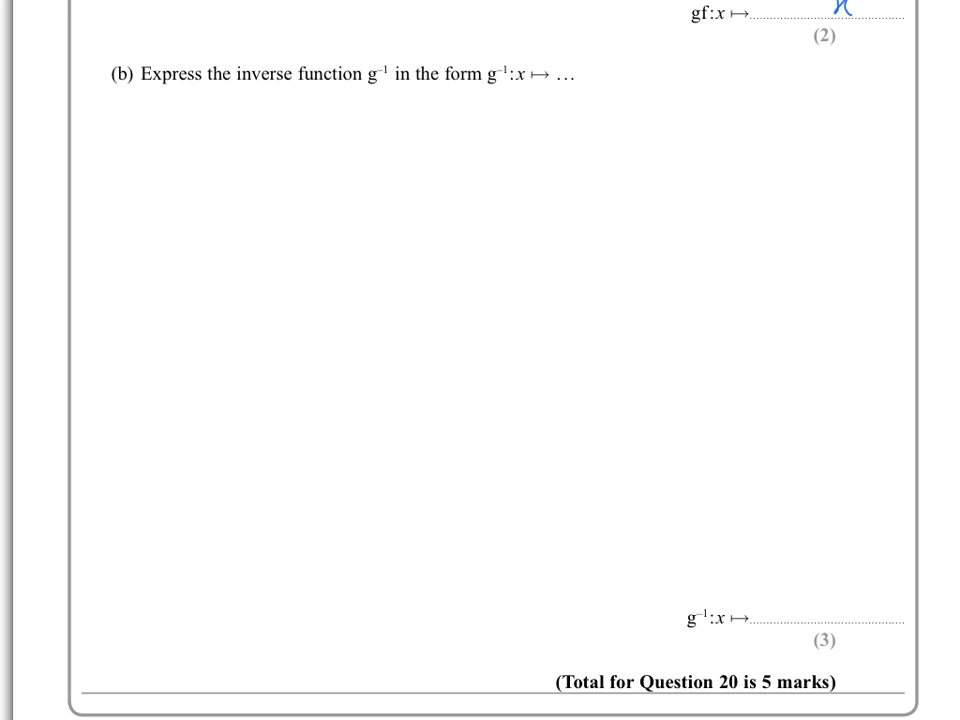 gf:x ↦
(2)
(b) Express the inverse function g⁻¹ in the form g⁻¹:x ↦ …
g⁻¹:x ↦
(3)
(Total for Question 20 is 5 marks)